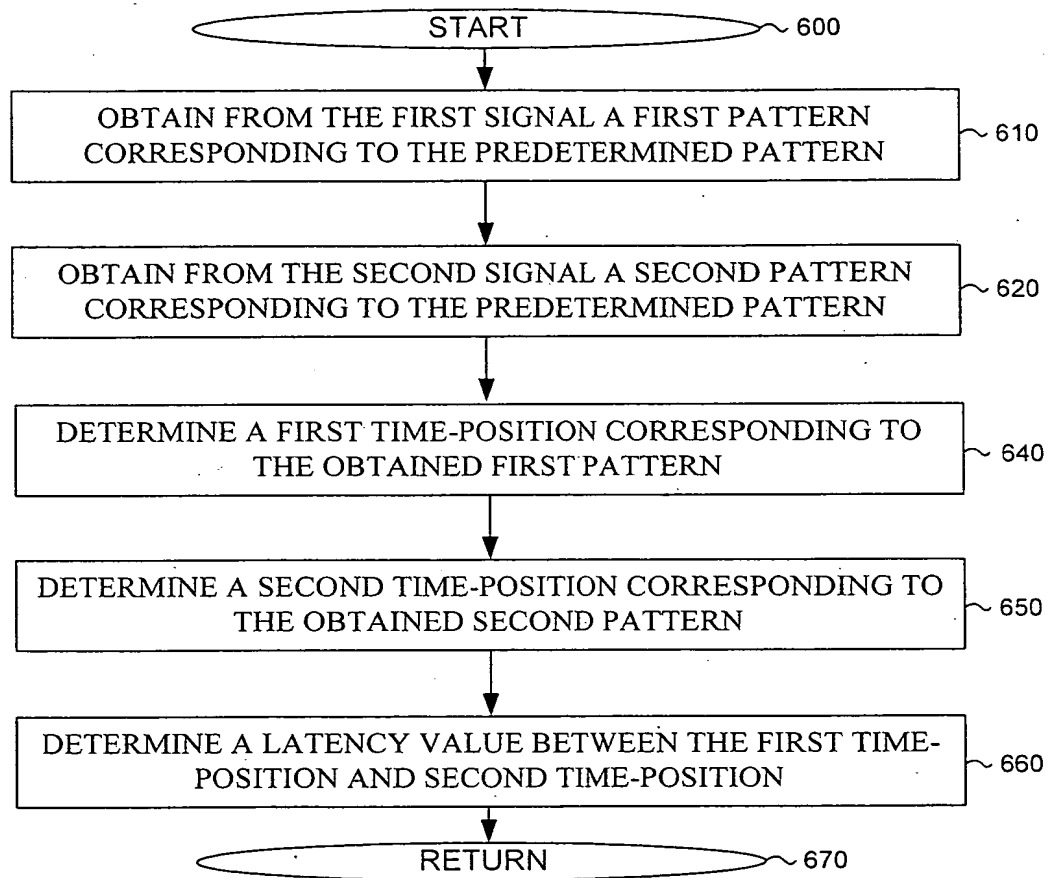 START
600
OBTAIN FROM THE FIRST SIGNAL A FIRST PATTERN
CORRESPONDING TO THE PREDETERMINED PATTERN
610
OBTAIN FROM THE SECOND SIGNAL A SECOND PATTERN
CORRESPONDING TO THE PREDETERMINED PATTERN
620
DETERMINE A FIRST TIME-POSITION CORRESPONDING TO
THE OBTAINED FIRST PATTERN
640
DETERMINE A SECOND TIME-POSITION CORRESPONDING TO
THE OBTAINED SECOND PATTERN
650
DETERMINE A LATENCY VALUE BETWEEN THE FIRST TIME-
POSITION AND SECOND TIME-POSITION
660
RETURN
670